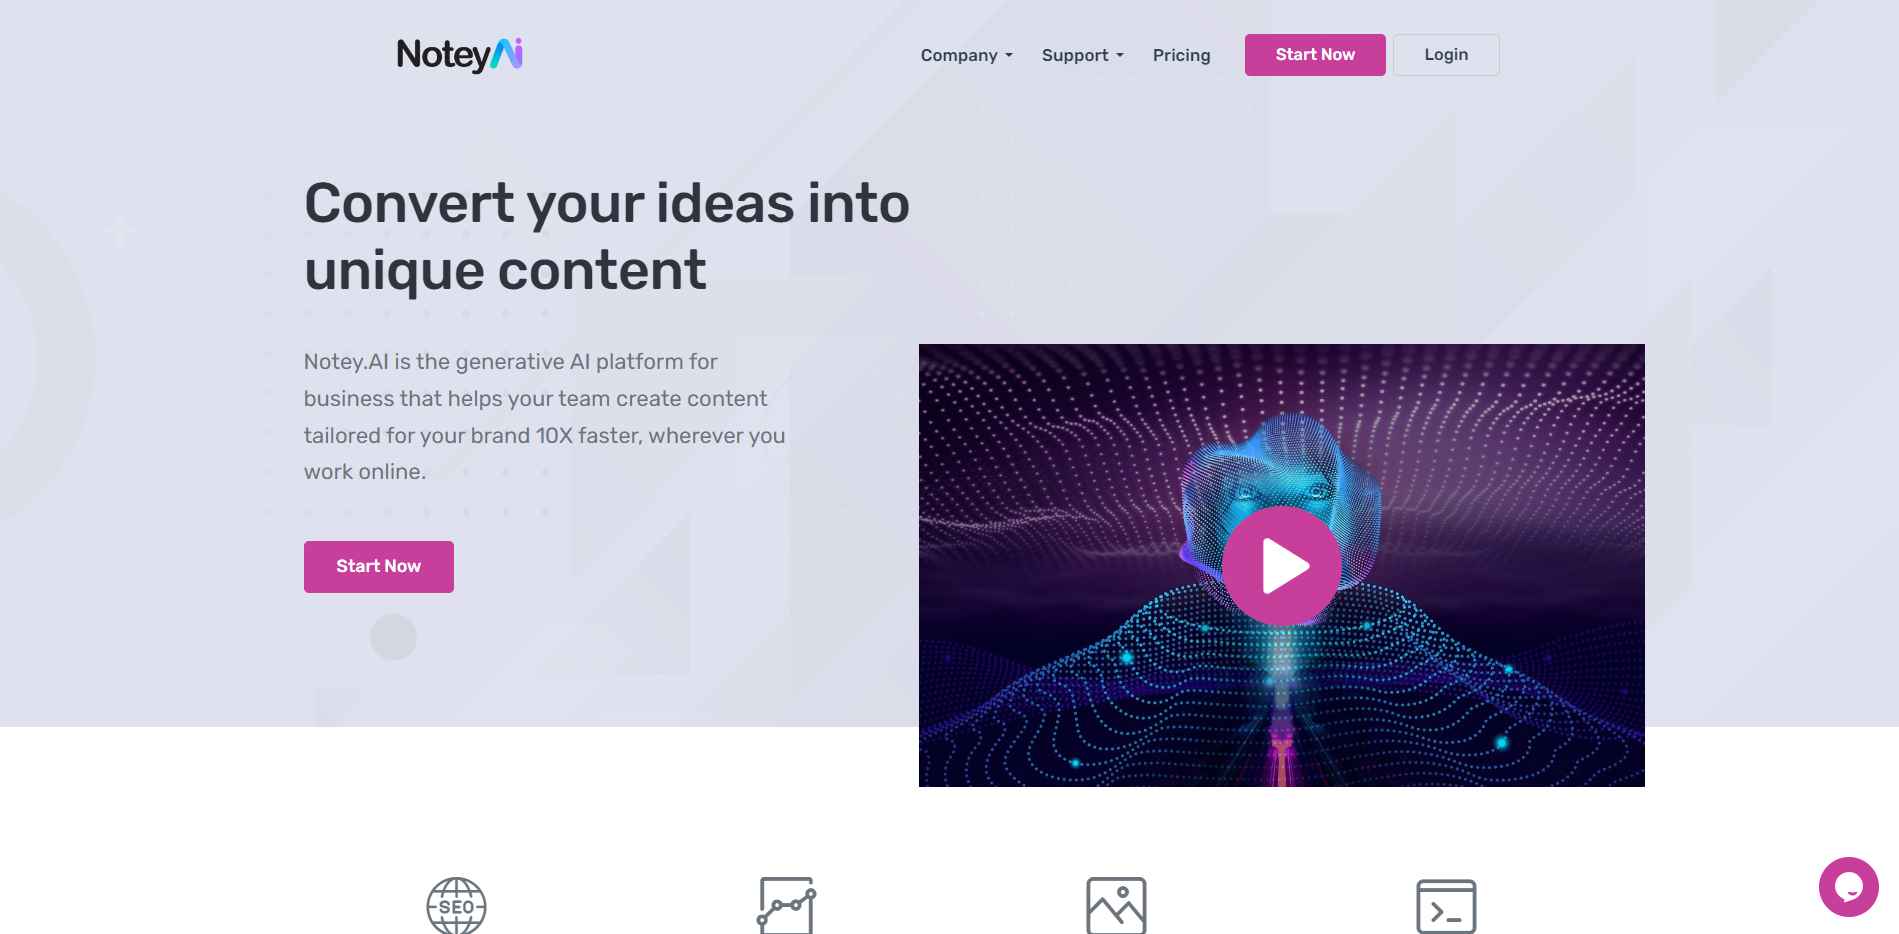 NoteyAi
Company
Support
Pricing
Start Now
Login
Convert your ideas into
unique content
Notey.AI is the generative AI platform for
business that helps your team create content
tailored for your brand 10X faster, wherever you
work online.
Start Now
SEO